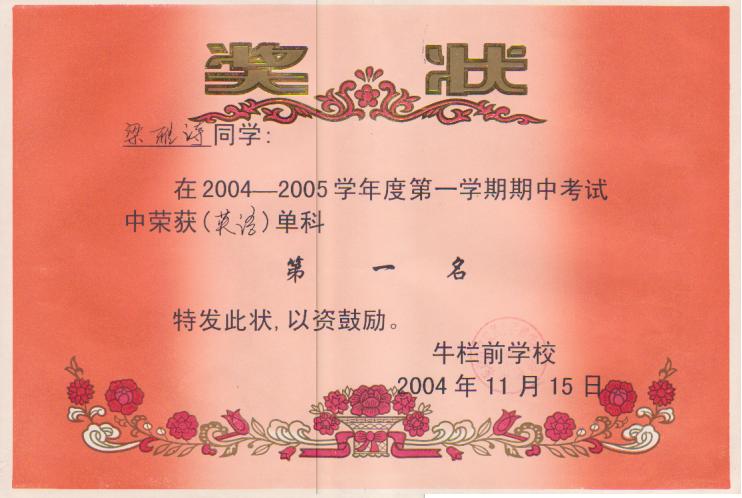 奖状
梁雅诗同学:
在2004—2005学年度第一学期期中考试
中荣获(英语)单科
第一名
特发此状,以资鼓励。
牛栏前学校
2004年11月15日